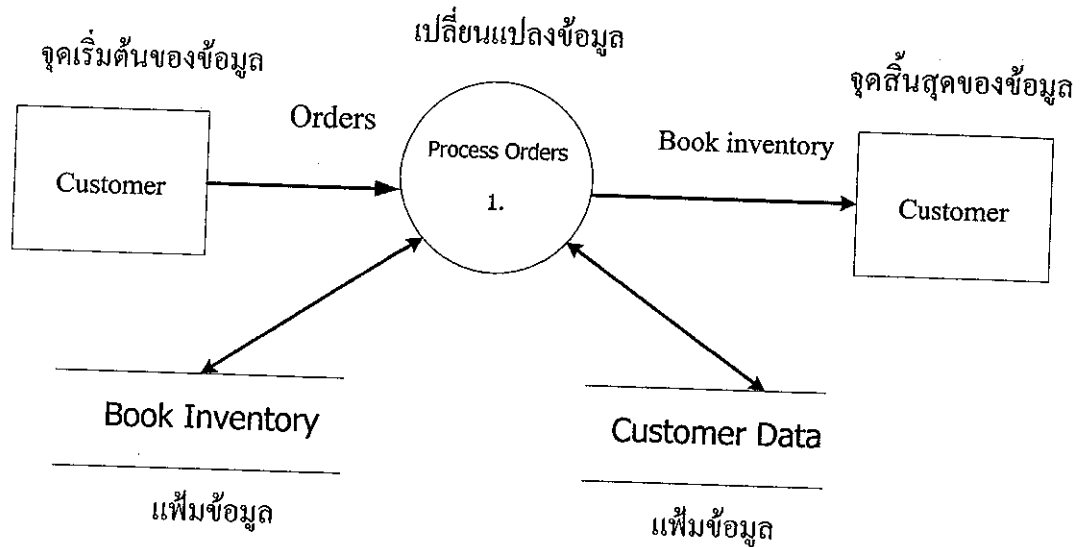 เปลี่ยนแปลงข้อมูล
จุดเริ่มต้นของข้อมูล
จุดสิ้นสุดของข้อมูล
Orders
Process Orders
1.
Book inventory
Customer
Customer
Book Inventory
Customer Data
แฟ้มข้อมูล
แฟ้มข้อมูล